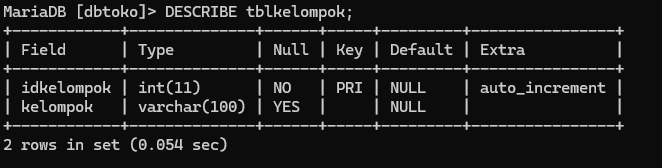 MariaDB [dbtoko]> DESCRIBE tblkelompok;
+------------+--------------+------+-----+---------+----------------+
| Field      | Type         | Null | Key | Default | Extra          |
+------------+--------------+------+-----+---------+----------------+
| idkelompok | int(11)      | NO   | PRI | NULL    | auto_increment |
| kelompok   | varchar(100) | YES  |     | NULL    |                |
+------------+--------------+------+-----+---------+----------------+
2 rows in set (0.054 sec)